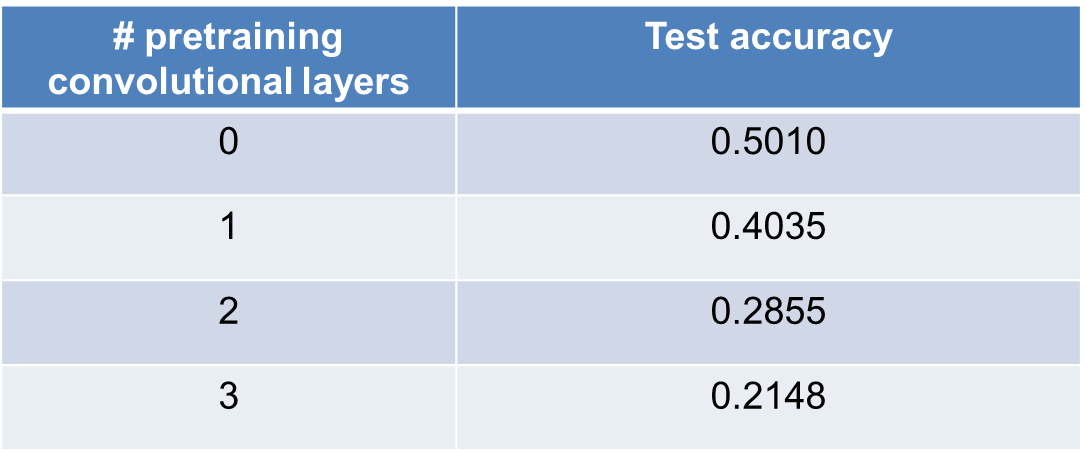 # pretraining Test accuracy
convolutional layers
0 0.5010
1 0.4035
2 0.2855
3 0.2148